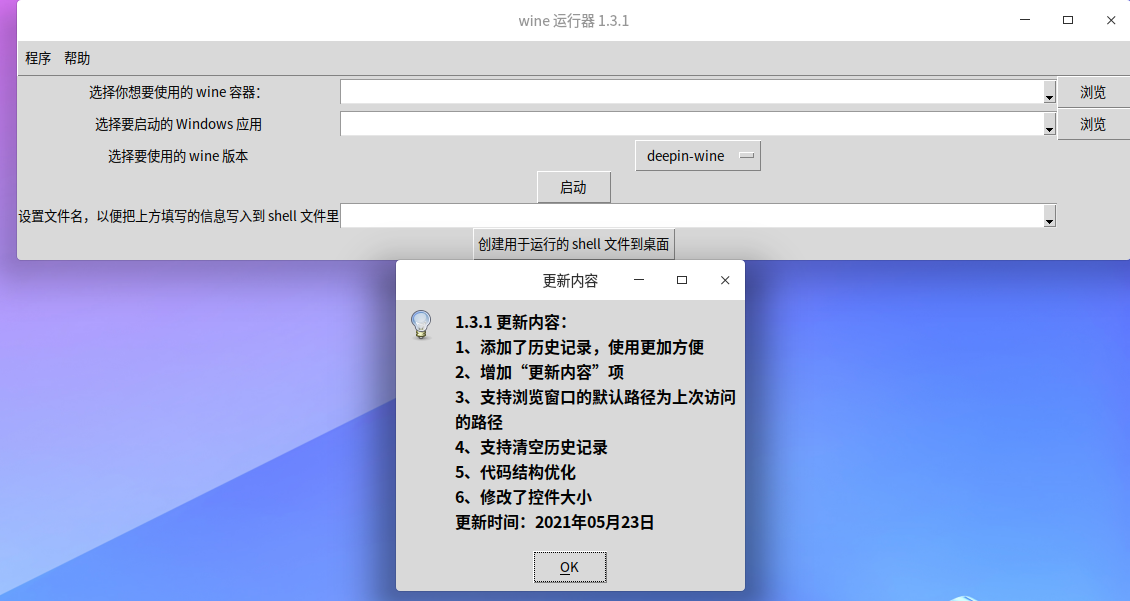 wine 运行器 1.3.1
程序 帮助
选择你想要使用的 wine 容器： 浏览
选择要启动的 Windows 应用 浏览
选择要使用的 wine 版本 deepin-wine
启动
设置文件名，以便把上方填写的信息写入到 shell 文件里
创建用于运行的 shell 文件到桌面
更新内容
1.3.1 更新内容：
1、添加了历史记录，使用更加方便
2、增加“更新内容”项
3、支持浏览窗口的默认路径为上次访问
的路径
4、支持清空历史记录
5、代码结构优化
6、修改了控件大小
更新时间：2021年05月23日
OK